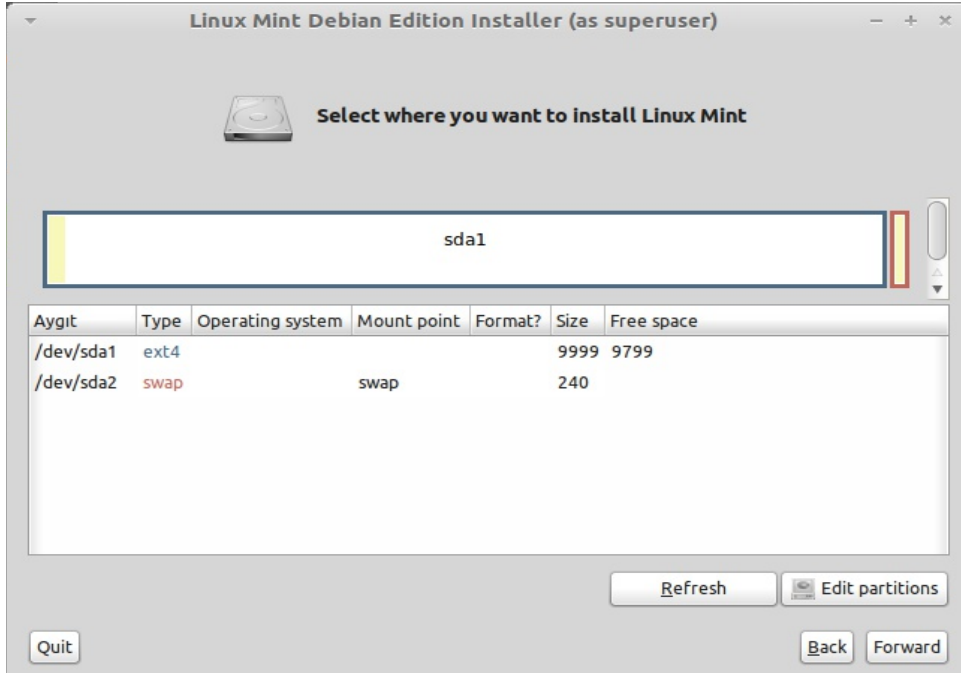 Linux Mint Debian Edition Installer (as superuser)
Select where you want to install Linux Mint
sda1
Aygıt Type Operating system Mount point Format? Size Free space
/dev/sda1 ext4 9999 9799
/dev/sda2 swap swap 240
Refresh Edit partitions
Quit Back Forward